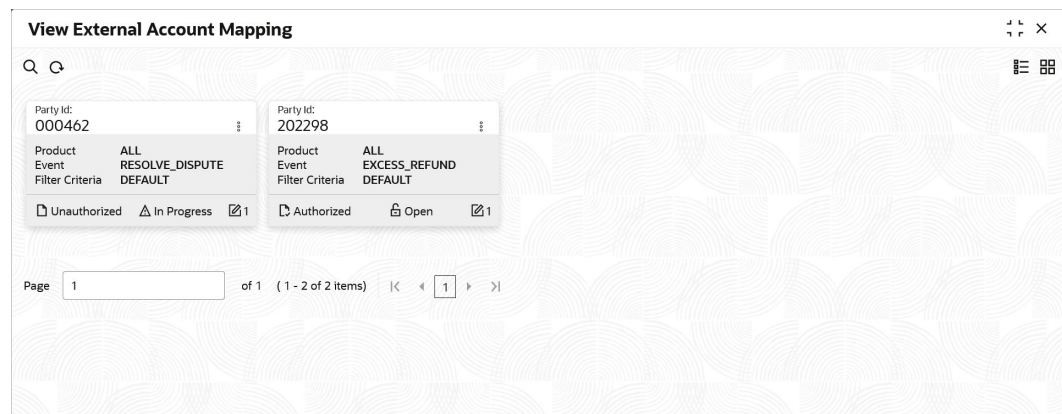 View External Account Mapping
Party Id:
000462
Product ALL
Event RESOLVE_DISPUTE
Filter Criteria DEFAULT
Unauthorized In Progress 1
Party Id:
202298
Product ALL
Event EXCESS_REFUND
Filter Criteria DEFAULT
Authorized Open 1
Page 1 of 1 ( 1 - 2 of 2 items) 1